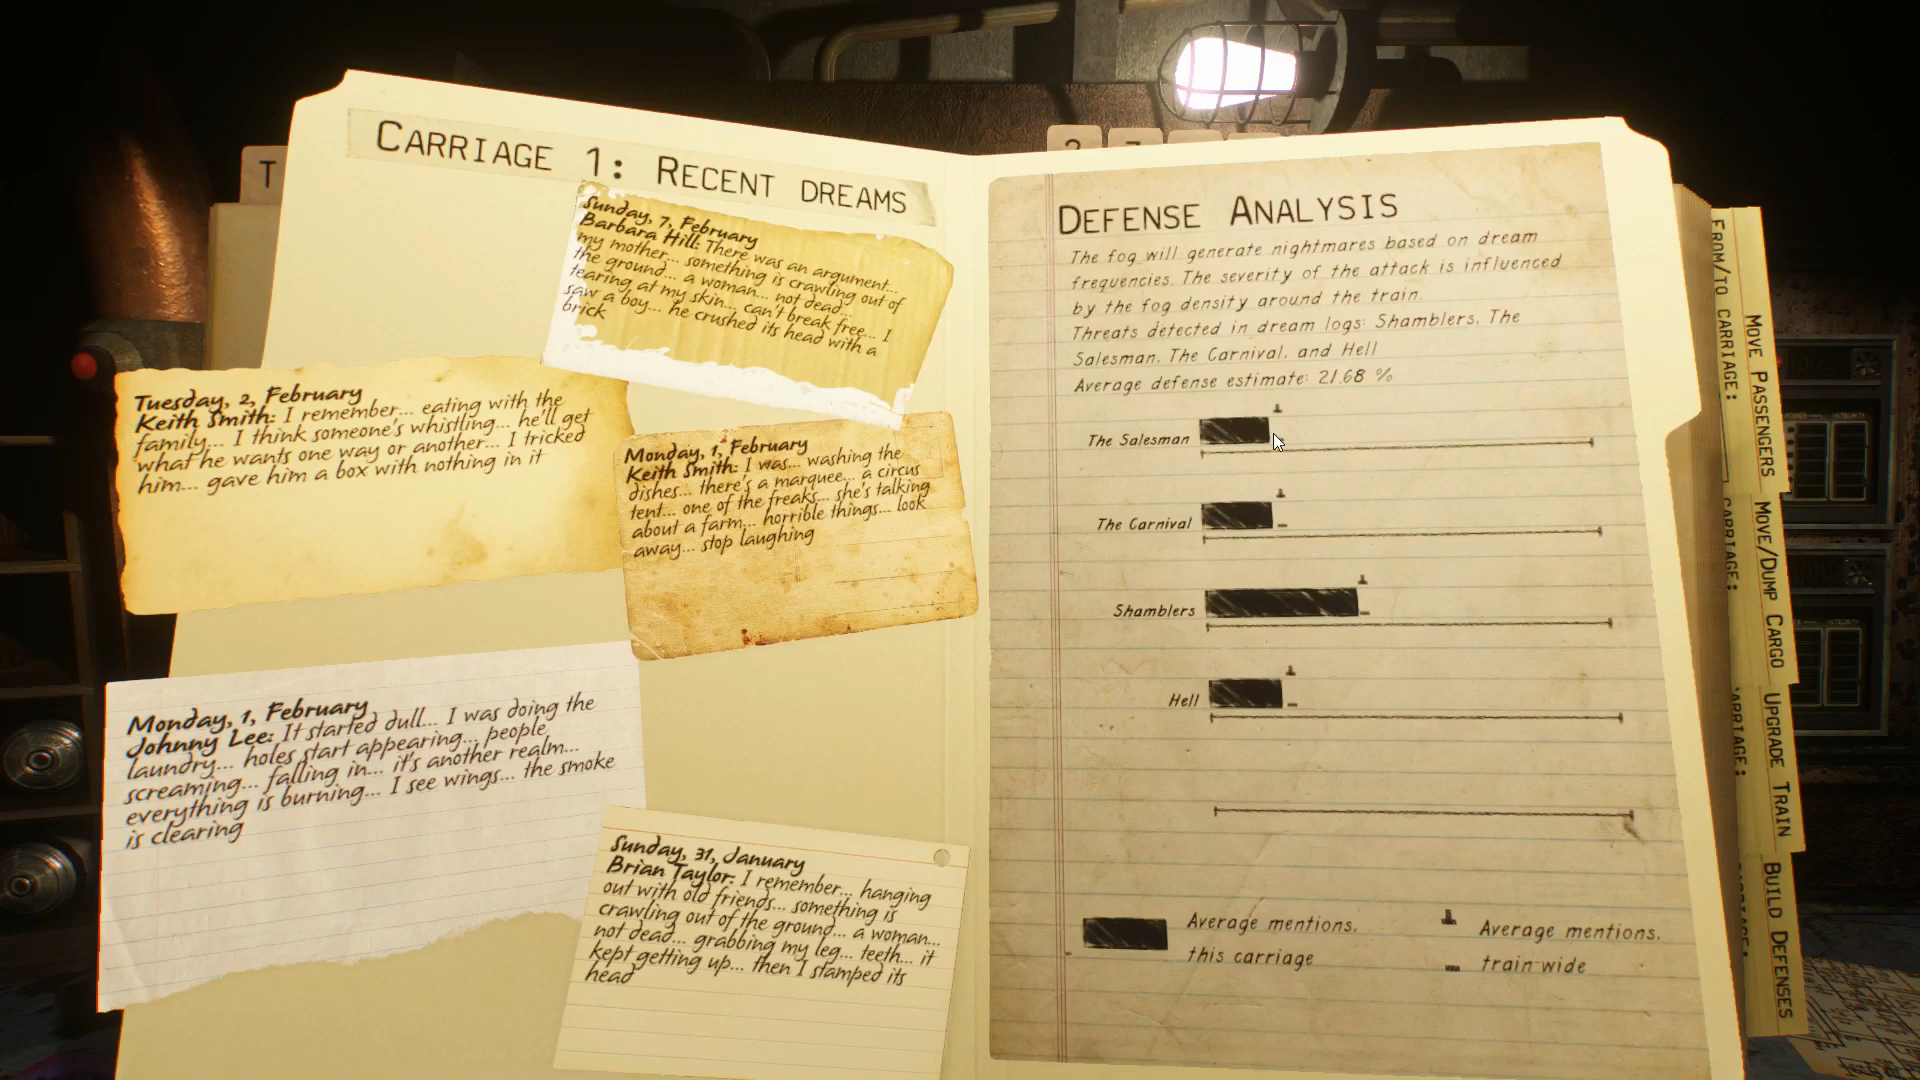 T
CARRIAGE 1: RECENT DREAMS
Sunday, 7, February
Barbara Hill: There was an argument...
my mother... something is crawling out of
the ground... a woman... not dead...
tearing at my skin... can't break free... I
saw a boy... he crushed its head with a
brick
Tuesday, 2, February
Keith Smith: I remember... eating with the
family... I think someone's whistling... he'll get
what he wants one way or another... I tricked
him... gave him a box with nothing in it
Monday, 1, February
Keith Smith: I was... washing the
dishes... there's a marquee... a circus
tent... one of the freaks... she's talking
about a farm... horrible things... look
away... stop laughing
Monday, 1, February
Johnny Lee: It started dull... I was doing the
laundry... holes start appearing... people
screaming... falling in... it's another realm...
everything is burning... I see wings... the smoke
is clearing
Sunday, 31, January
Brian Taylor: I remember... hanging
out with old friends... something is
crawling out of the ground... a woman...
not dead... grabbing my leg... teeth... it
kept getting up... then I stamped its
head
DEFENSE ANALYSIS
The fog will generate nightmares based on dream
frequencies. The severity of the attack is influenced
by the fog density around the train.
Threats detected in dream logs: Shamblers, The
Salesman, The Carnival, and Hell
Average defense estimate: 21.68 %
The Salesman
The Carnival
Shamblers
Hell
Average mentions,
this carriage
Average mentions,
train-wide
FROM/TO CARRIAGE:
MOVE PASSENGERS
CARRIAGE:
MOVE/DUMP CARGO
UPGRADE TRAIN
BUILD DEFENSES